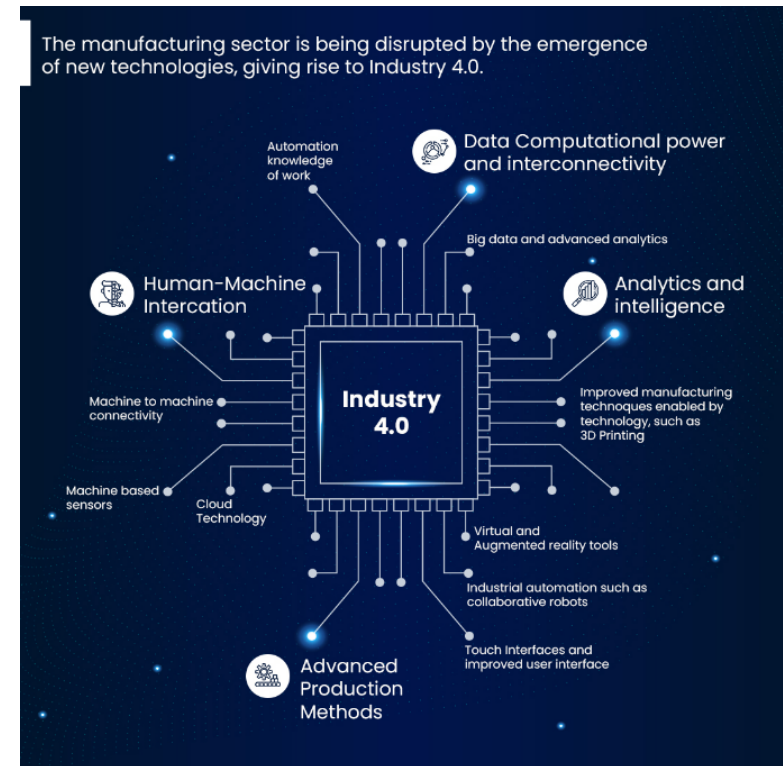 The manufacturing sector is being disrupted by the emergence
of new technologies, giving rise to Industry 4.0.
Automation
knowledge
of work
Data Computational power
and interconnectivity
Big data and advanced analytics
Human-Machine
Intercation
Analytics and
intelligence
Industry
4.0
Machine to machine
connectivity
Improved manufacturing
technoques enabled by
technology, such as
3D Printing
Machine based
sensors
Cloud
Technology
Virtual and
Augmented reality tools
Industrial automation such as
collaborative robots
Touch Interfaces and
improved user interface
Advanced
Production
Methods